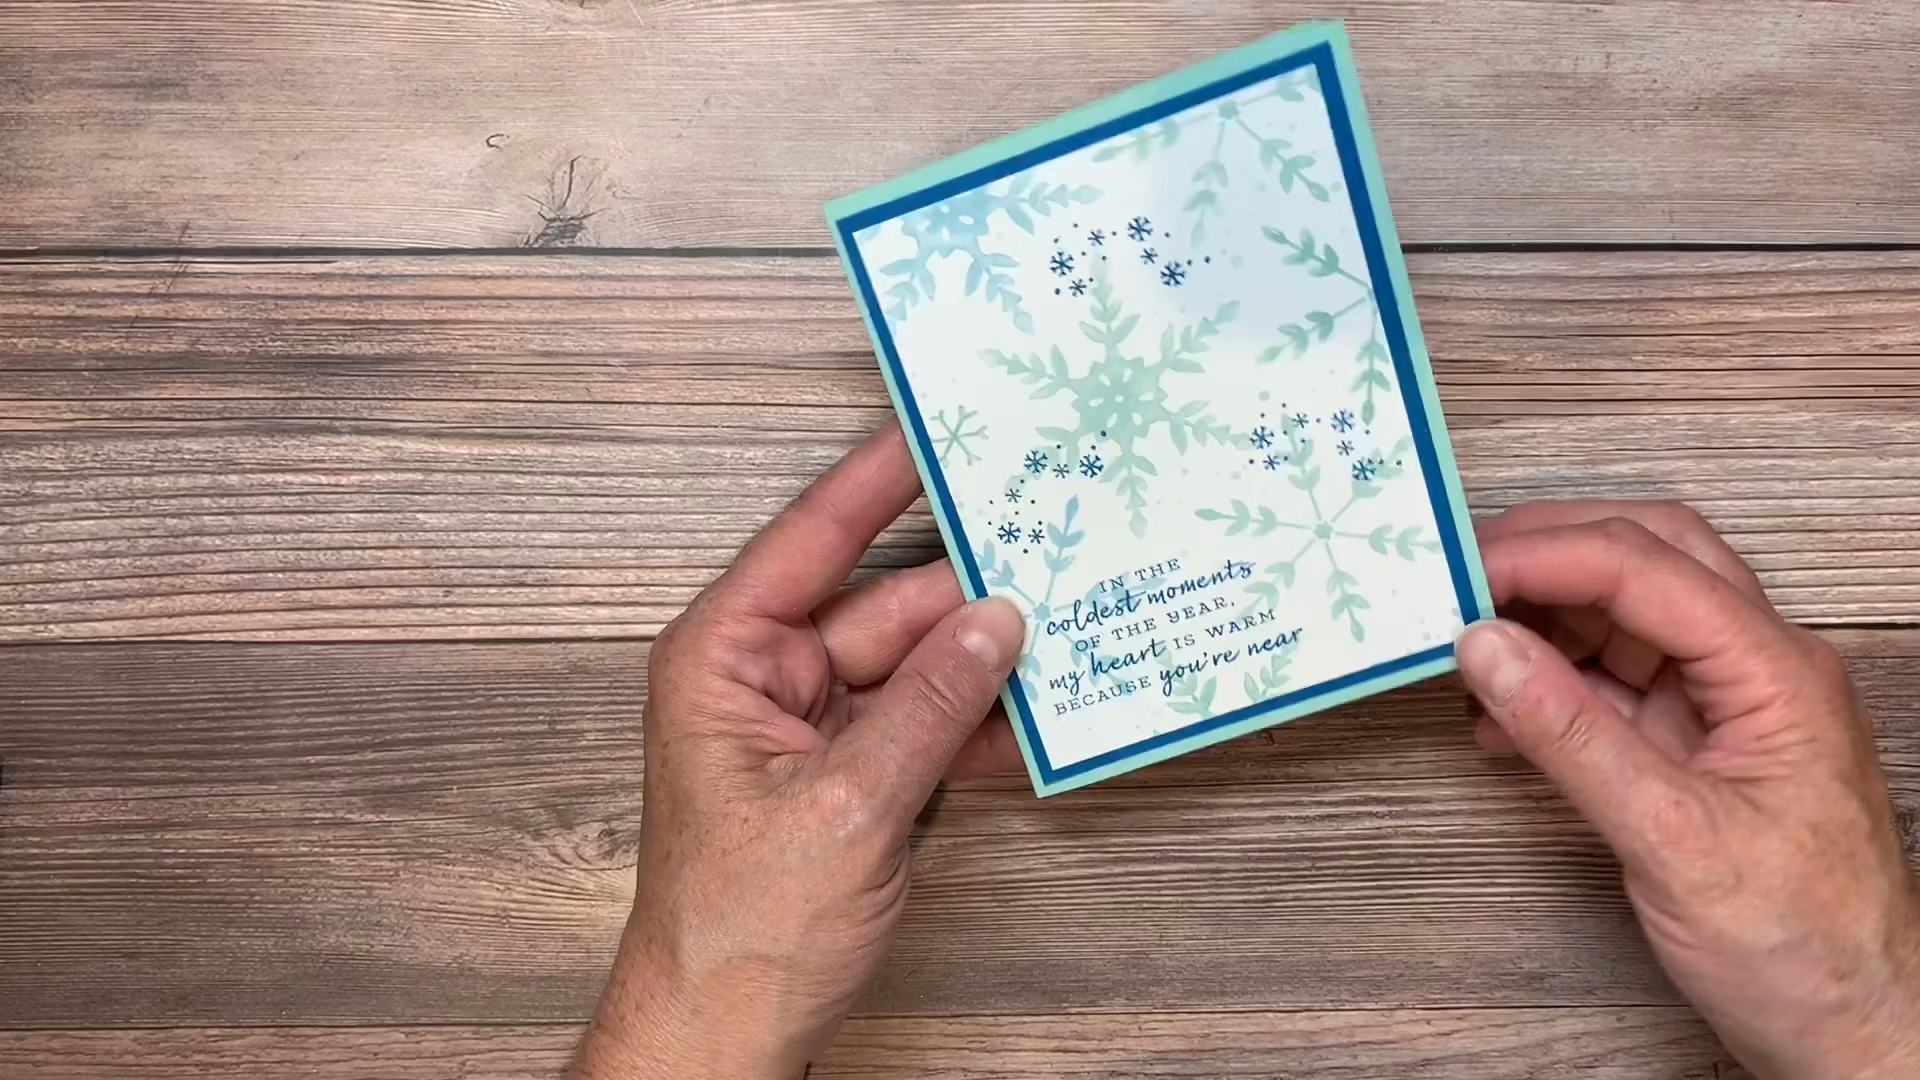 IN THE
coldest moments
OF THE YEAR,
my heart IS WARM
BECAUSE you're near